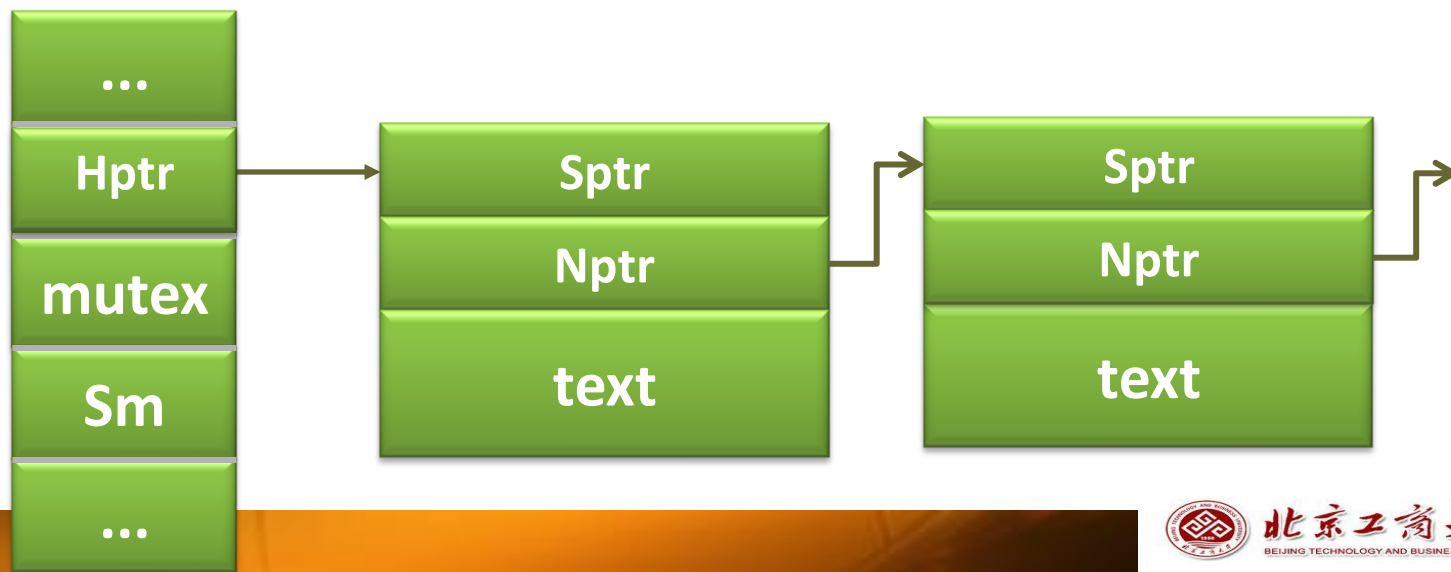 ...
Hptr
mutex
Sm
...
Sptr
Nptr
text
Sptr
Nptr
text
北京工商
BEIJING TECHNOLOGY AND BUSINE